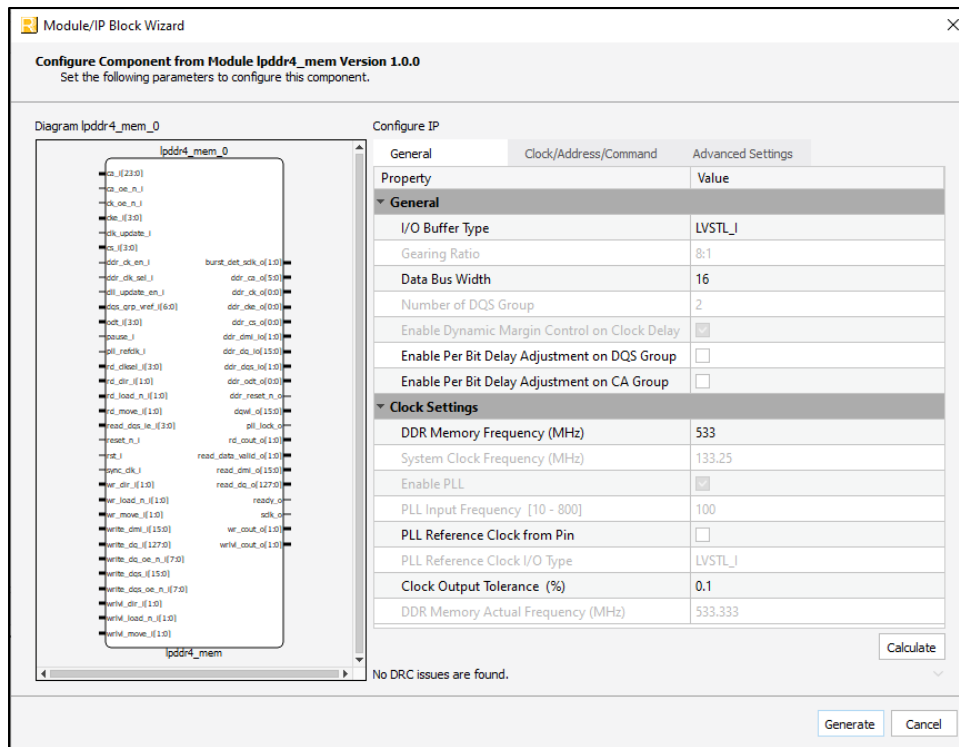 Module/IP Block Wizard
Configure Component from Module lpddr4_mem Version 1.0.0
Set the following parameters to configure this component.
Diagram lpddr4_mem_0
lpddr4_mem_0
ca_i[23:0]
ca_oe_n_i
ck_oe_n_i
cke_i[3:0]
clk_update_i
cs_i[3:0]
ddr_ck_en_i
ddr_clk_sel_i
dll_update_en_i
dqs_grp_vref_i[6:0]
odt_i[3:0]
pause_i
pll_refclk_i
rd_clksel_i[3:0]
rd_dir_i[1:0]
rd_load_n_i[1:0]
rd_move_i[1:0]
read_dqs_ie_i[3:0]
reset_n_i
rst_i
sync_clk_i
wr_dir_i[1:0]
wr_load_n_i[1:0]
wr_move_i[1:0]
write_dmi_i[15:0]
write_dq_i[127:0]
write_dq_oe_n_i[7:0]
write_dqs_i[15:0]
write_dqs_oe_n_i[7:0]
wrlvl_dir_i[1:0]
wrlvl_load_n_i[1:0]
wrlvl_move_i[1:0]
burst_det_sclk_o[1:0]
ddr_ca_o[5:0]
ddr_ck_o[0:0]
ddr_cke_o[0:0]
ddr_cs_o[0:0]
ddr_dmi_io[1:0]
ddr_dq_io[15:0]
ddr_dqs_io[1:0]
ddr_odt_o[0:0]
ddr_reset_n_o
dqwl_o[15:0]
pll_lock_o
rd_cout_o[1:0]
read_data_valid_o[1:0]
read_dmi_o[15:0]
read_dq_o[127:0]
ready_o
sclk_o
wr_cout_o[1:0]
wrlvl_cout_o[1:0]
lpddr4_mem
Configure IP
General Clock/Address/Command Advanced Settings
Property Value
General
I/O Buffer Type LVSTL_I
Gearing Ratio 8:1
Data Bus Width 16
Number of DQS Group 2
Enable Dynamic Margin Control on Clock Delay
Enable Per Bit Delay Adjustment on DQS Group
Enable Per Bit Delay Adjustment on CA Group
Clock Settings
DDR Memory Frequency (MHz) 533
System Clock Frequency (MHz) 133.25
Enable PLL
PLL Input Frequency [10 - 800] 100
PLL Reference Clock from Pin
PLL Reference Clock I/O Type LVSTL_I
Clock Output Tolerance (%) 0.1
DDR Memory Actual Frequency (MHz) 533.333
Calculate
No DRC issues are found.
Generate Cancel